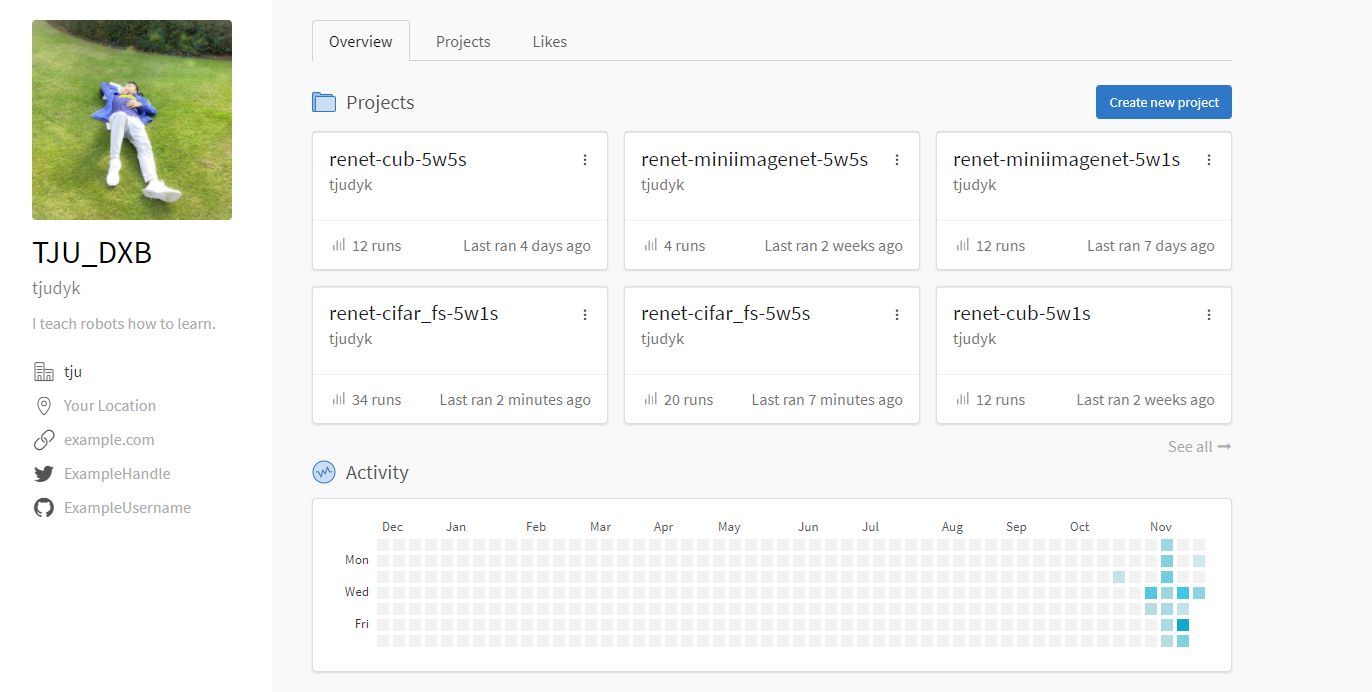 Overview Projects Likes
Projects
Create new project
renet-cub-5w5s
tjudyk
12 runs Last ran 4 days ago
renet-miniimagenet-5w5s
tjudyk
4 runs Last ran 2 weeks ago
renet-miniimagenet-5w1s
tjudyk
12 runs Last ran 7 days ago
renet-cifar_fs-5w1s
tjudyk
34 runs Last ran 2 minutes ago
renet-cifar_fs-5w5s
tjudyk
20 runs Last ran 7 minutes ago
renet-cub-5w1s
tjudyk
12 runs Last ran 2 weeks ago
See all
TJU_DXB
tjudyk
I teach robots how to learn.
tju
Your Location
example.com
ExampleHandle
ExampleUsername
Activity
Dec Jan Feb Mar Apr May Jun Jul Aug Sep Oct Nov
Mon
Wed
Fri